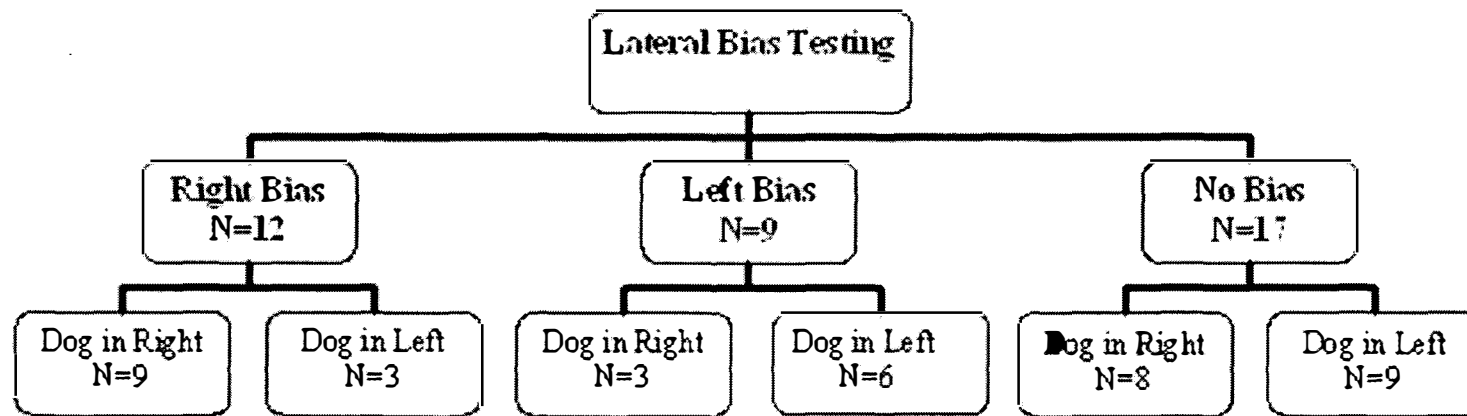 Lateral Bias Testing
Right Bias
N=12
Left Bias
N=9
No Bias
N=17
Dog in Right
N=9
Dog in Left
N=3
Dog in Right
N=3
Dog in Left
N=6
Dog in Right
N=8
Dog in Left
N=9